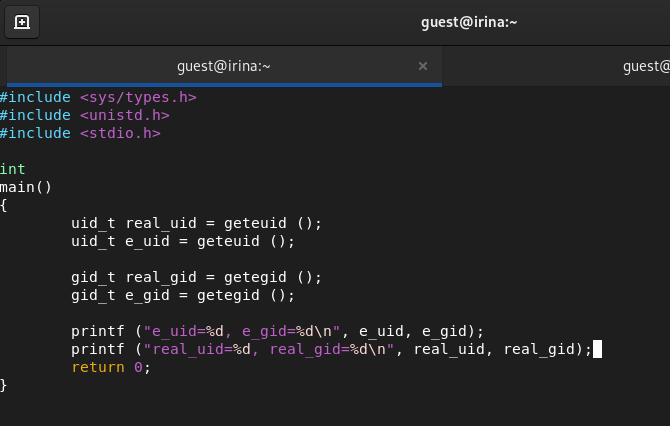 guest@irina:~
guest@irina:~ × guest@
#include <sys/types.h>
#include <unistd.h>
#include <stdio.h>
int
main()
{
        uid_t real_uid = geteuid ();
        uid_t e_uid = geteuid ();
        gid_t real_gid = getegid ();
        gid_t e_gid = getegid ();
        printf ("e_uid=%d, e_gid=%d\n", e_uid, e_gid);
        printf ("real_uid=%d, real_gid=%d\n", real_uid, real_gid);
        return 0;
}